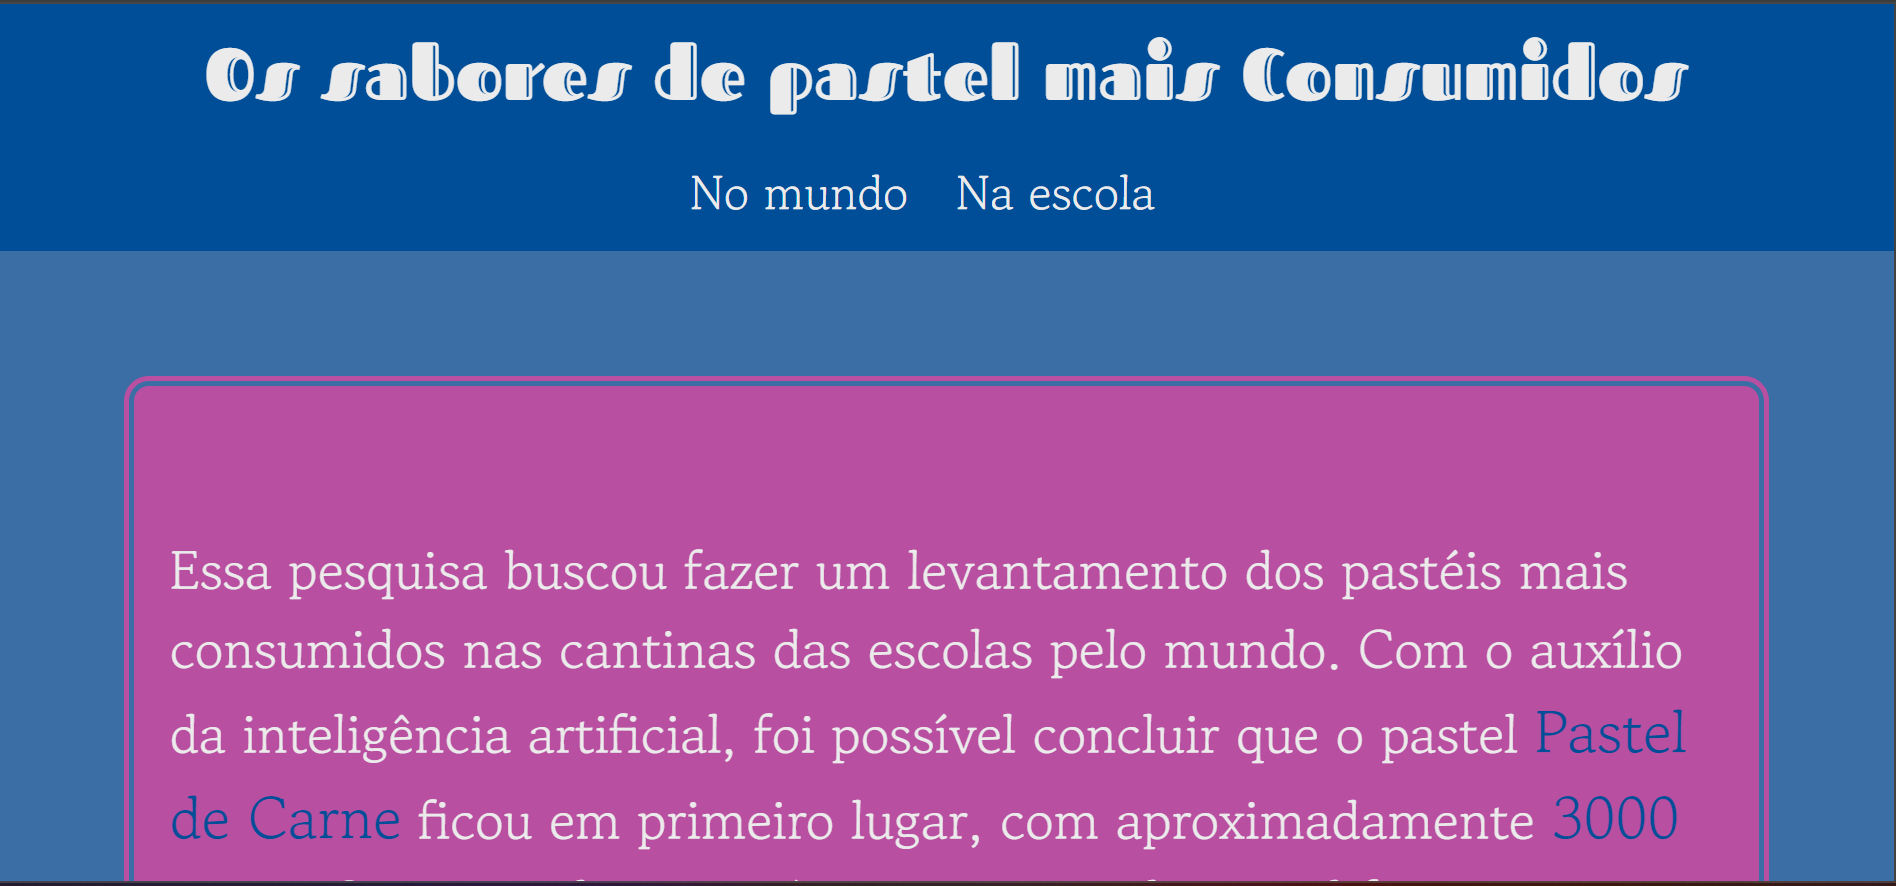 Os sabores de pastel mais Consumidos
No mundo Na escola
Essa pesquisa buscou fazer um levantamento dos pastéis mais
consumidos nas cantinas das escolas pelo mundo. Com o auxílio
da inteligência artificial, foi possível concluir que o pastel Pastel
de Carne ficou em primeiro lugar, com aproximadamente 3000